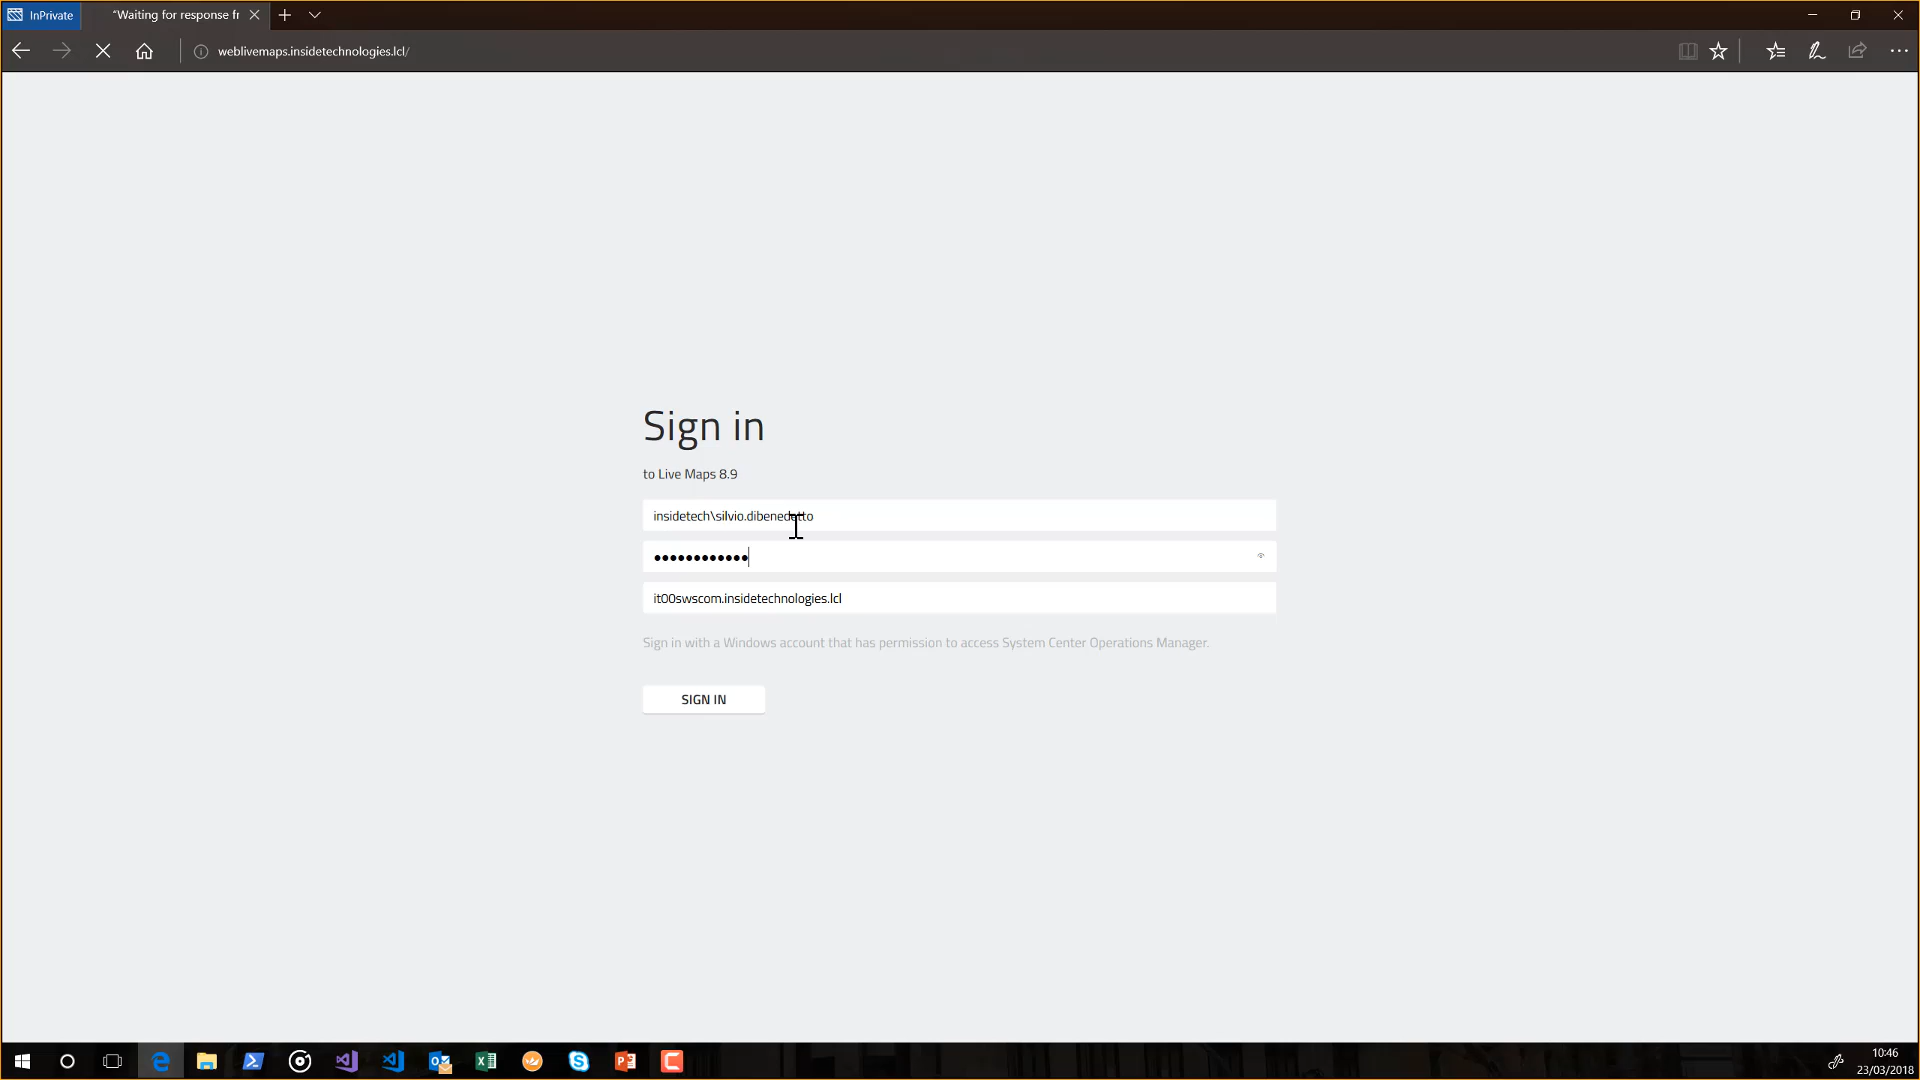 InPrivate
"Waiting for response fr
weblivemaps.insidetechnologies.lcl/
Sign in
to Live Maps 8.9
insidetech\silvio.dibenedetto
••••••••••••
it00swscom.insidetechnologies.lcl
Sign in with a Windows account that has permission to access System Center Operations Manager.
SIGN IN
10:46
23/03/2018